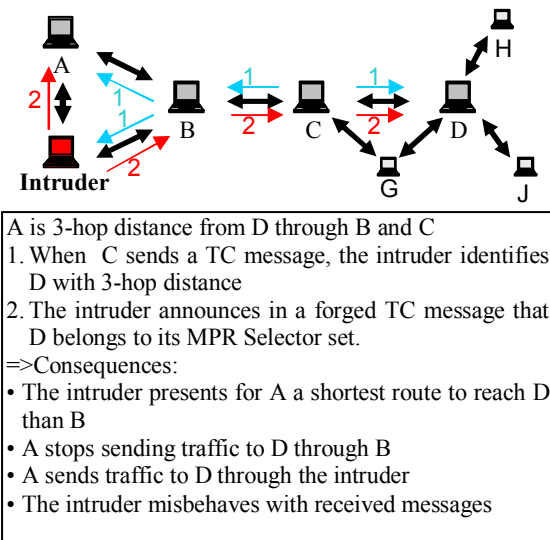 H
A
1
1
2
1
1
B
2
C
2
D
2
Intruder
G
J
A is 3-hop distance from D through B and C
1. When C sends a TC message, the intruder identifies
D with 3-hop distance
2. The intruder announces in a forged TC message that
D belongs to its MPR Selector set.
=>Consequences:
• The intruder presents for A a shortest route to reach D
than B
• A stops sending traffic to D through B
• A sends traffic to D through the intruder
• The intruder misbehaves with received messages